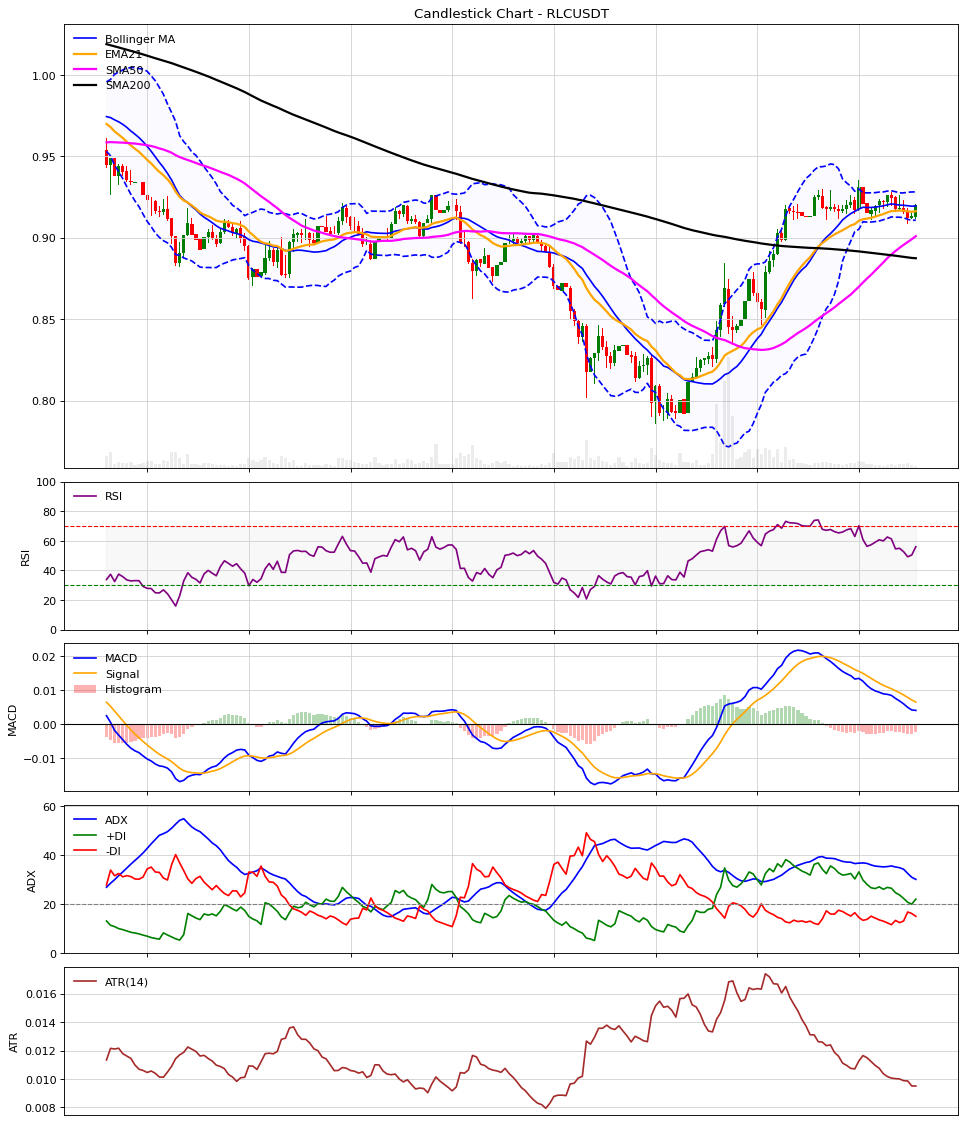 Candlestick Chart - RLCUSDT
Bollinger MA
EMA21
SMA50
SMA200
1.00
0.95
0.90
0.85
0.80
RSI
RSI
100
80
60
40
20
0
MACD
Signal
Histogram
MACD
0.02
0.01
0.00
−0.01
ADX
+DI
-DI
ADX
60
40
20
0
ATR(14)
ATR
0.016
0.014
0.012
0.010
0.008